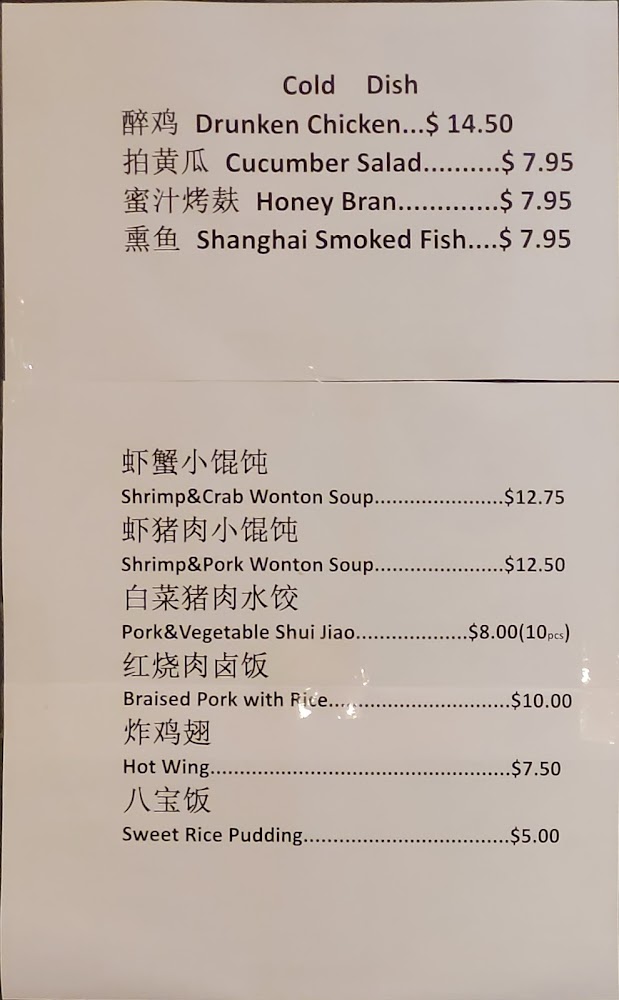 Cold Dish
醉鸡 Drunken Chicken...$ 14.50
拍黄瓜 Cucumber Salad..........$ 7.95
蜜汁烤麸 Honey Bran.............$ 7.95
熏鱼 Shanghai Smoked Fish....$ 7.95
虾蟹小馄饨
Shrimp&Crab Wonton Soup.......................$12.75
虾猪肉小馄饨
Shrimp&Pork Wonton Soup.......................$12.50
白菜猪肉水饺
Pork&Vegetable Shui Jiao....................$8.00(10pcs)
红烧肉卤饭
Braised Pork with Rice................................$10.00
炸鸡翅
Hot Wing.....................................................$7.50
八宝饭
Sweet Rice Pudding.....................................$5.00